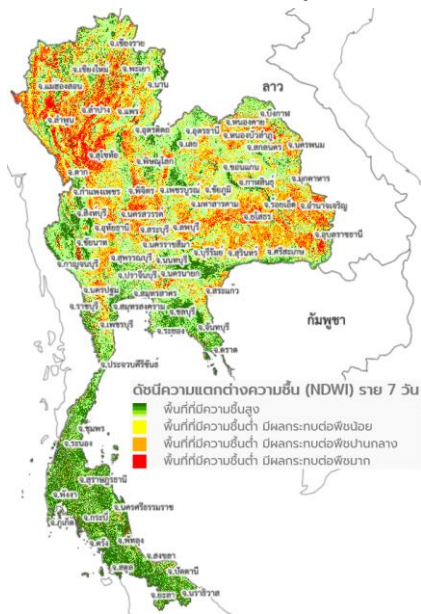 จ.เชียงราย
จ.เชียงใหม่
จ.พะเยา
จ.แม่ฮ่องสอน
จ.น่าน
จ.ลำปาง
จ.แพร่
จ.ลำพูน
จ.อุตรดิตถ์
จ.สุโขทัย
จ.ตาก
จ.พิษณุโลก
จ.เลย
จ.อุดรธานี
จ.หนองคาย
จ.บึงกาฬ
จ.หนองบัวลำภู
จ.สกลนคร
จ.นครพนม
ลาว
จ.ขอนแก่น
จ.กาฬสินธุ์
จ.มุกดาหาร
จ.กำแพงเพชร
จ.พิจิตร
จ.เพชรบูรณ์
จ.ชัยภูมิ
จ.มหาสารคาม
จ.ร้อยเอ็ด
จ.อำนาจเจริญ
จ.ยโสธร
จ.สิงห์บุรี
จ.นครสวรรค์
จ.อุทัยธานี
จ.สระบุรี
จ.ลพบุรี
จ.อุบลราชธานี
จ.ชัยนาท
จ.นครราชสีมา
จ.บุรีรัมย์
จ.สุรินทร์
จ.ศรีสะเกษ
จ.กาญจนบุรี
จ.สุพรรณบุรี
จ.นนทบุรี
จ.ปราจีนบุรี
จ.นครนายก
จ.นครปฐม
จ.สมุทรสาคร
จ.สระแก้ว
จ.ราชบุรี
จ.สมุทรสงคราม
จ.ชลบุรี
กัมพูชา
จ.เพชรบุรี
จ.ระยอง
จ.จันทบุรี
จ.ตราด
จ.ประจวบคีรีขันธ์
ดัชนีความแตกต่างความชื้น (NDWI) ราย 7 วัน
พื้นที่ที่มีความชื้นสูง
พื้นที่ที่มีความชื้นต่ำ มีผลกระทบต่อพืชน้อย
พื้นที่ที่มีความชื้นต่ำ มีผลกระทบต่อพืชปานกลาง
พื้นที่ที่มีความชื้นต่ำ มีผลกระทบต่อพืชมาก
จ.ชุมพร
จ.ระนอง
จ.สุราษฎร์ธานี
จ.พังงา
จ.นครศรีธรรมราช
จ.ภูเก็ต
จ.กระบี่
จ.ตรัง
จ.พัทลุง
จ.สงขลา
จ.สตูล
จ.ปัตตานี
จ.ยะลา
จ.นราธิวาส